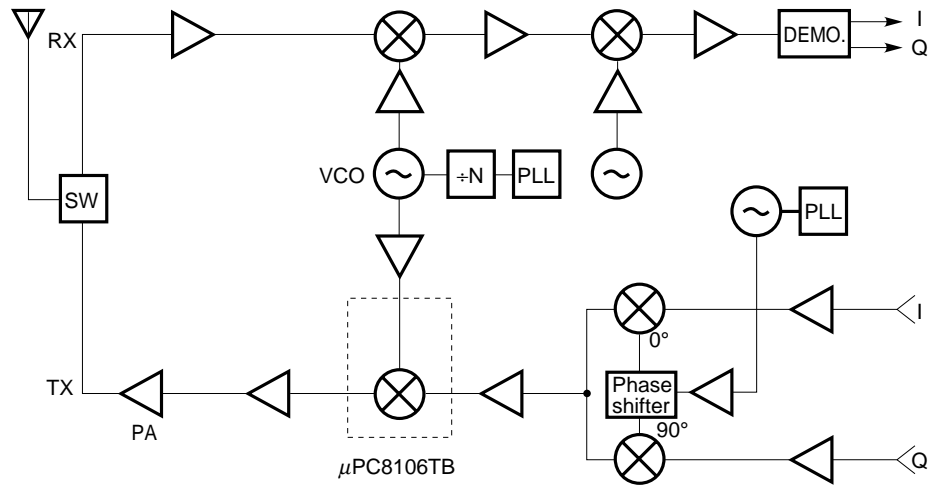 RX
DEMO.
I
Q
VCO
÷N
PLL
SW
PLL
I
0°
TX
Phase
shifter
PA
90°
µPC8106TB
Q